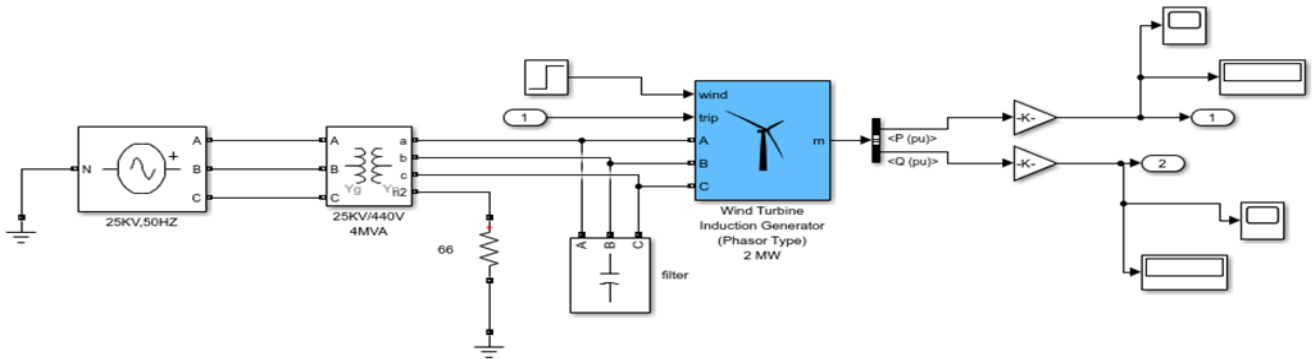 wind
1
trip
A
B
C
m
<P (pu)>
<Q (pu)>
-K-
-K-
1
2
N
+
A
B
C
25KV,50HZ
A
B
C
a
b
c
n2
Yg
25KV/440V
4MVA
66
A
B
C
filter
Wind Turbine
Induction Generator
(Phasor Type)
2 MW